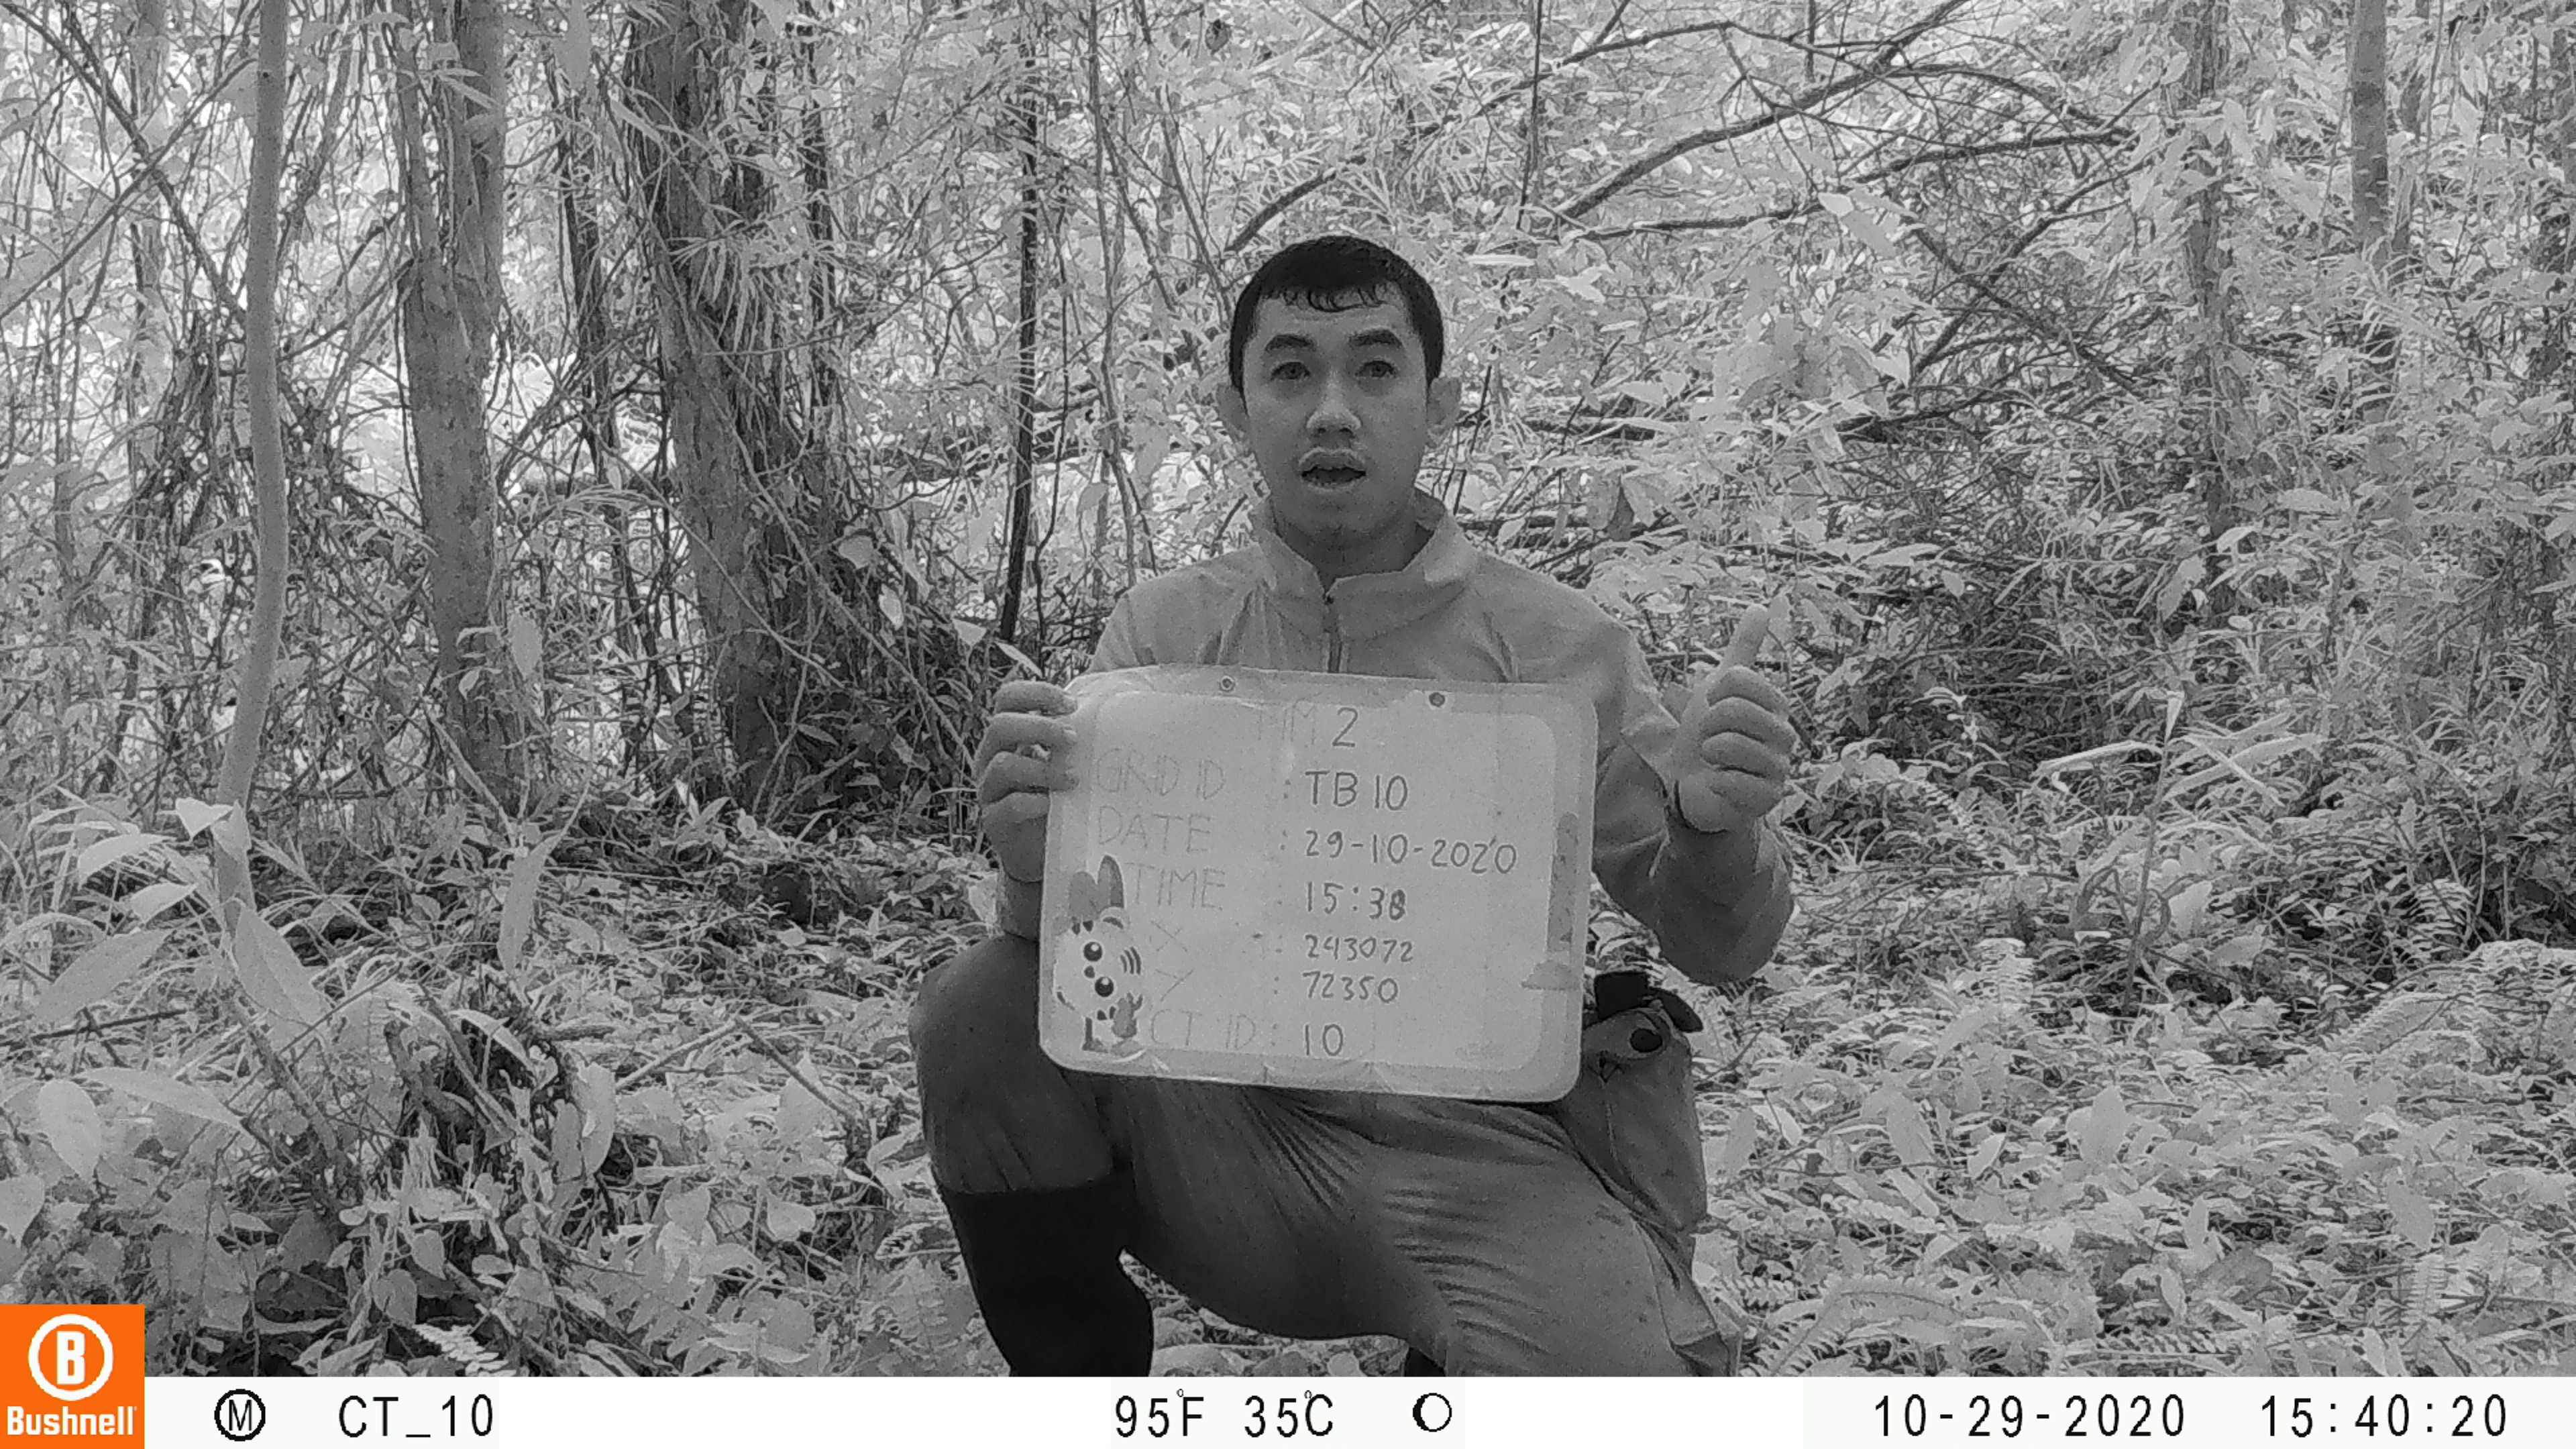 TIM 2
GRID ID : TB 10
DATE : 29-10-2020
TIME : 15:38
X : 243072
Y : 72350
CT ID : 10
B
Bushnell
M CT_10 95°F 35°C 10-29-2020 15:40:20